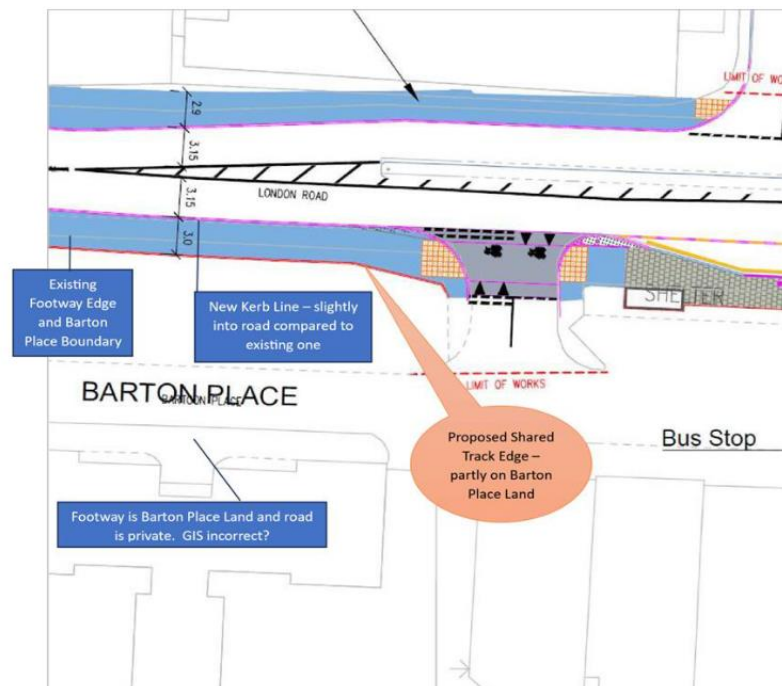 LIMIT OF WO
2.9
3.15
LONDON ROAD
3.15
3.0
Existing
Footway Edge
and Barton
Place Boundary
New Kerb Line – slightly
into road compared to
existing one
SHELTER
LIMIT OF WORKS
BARTON PLACE
BARTOON PLACE
Proposed Shared
Track Edge –
partly on Barton
Place Land
Bus Stop
Footway is Barton Place Land and road
is private. GIS incorrect?